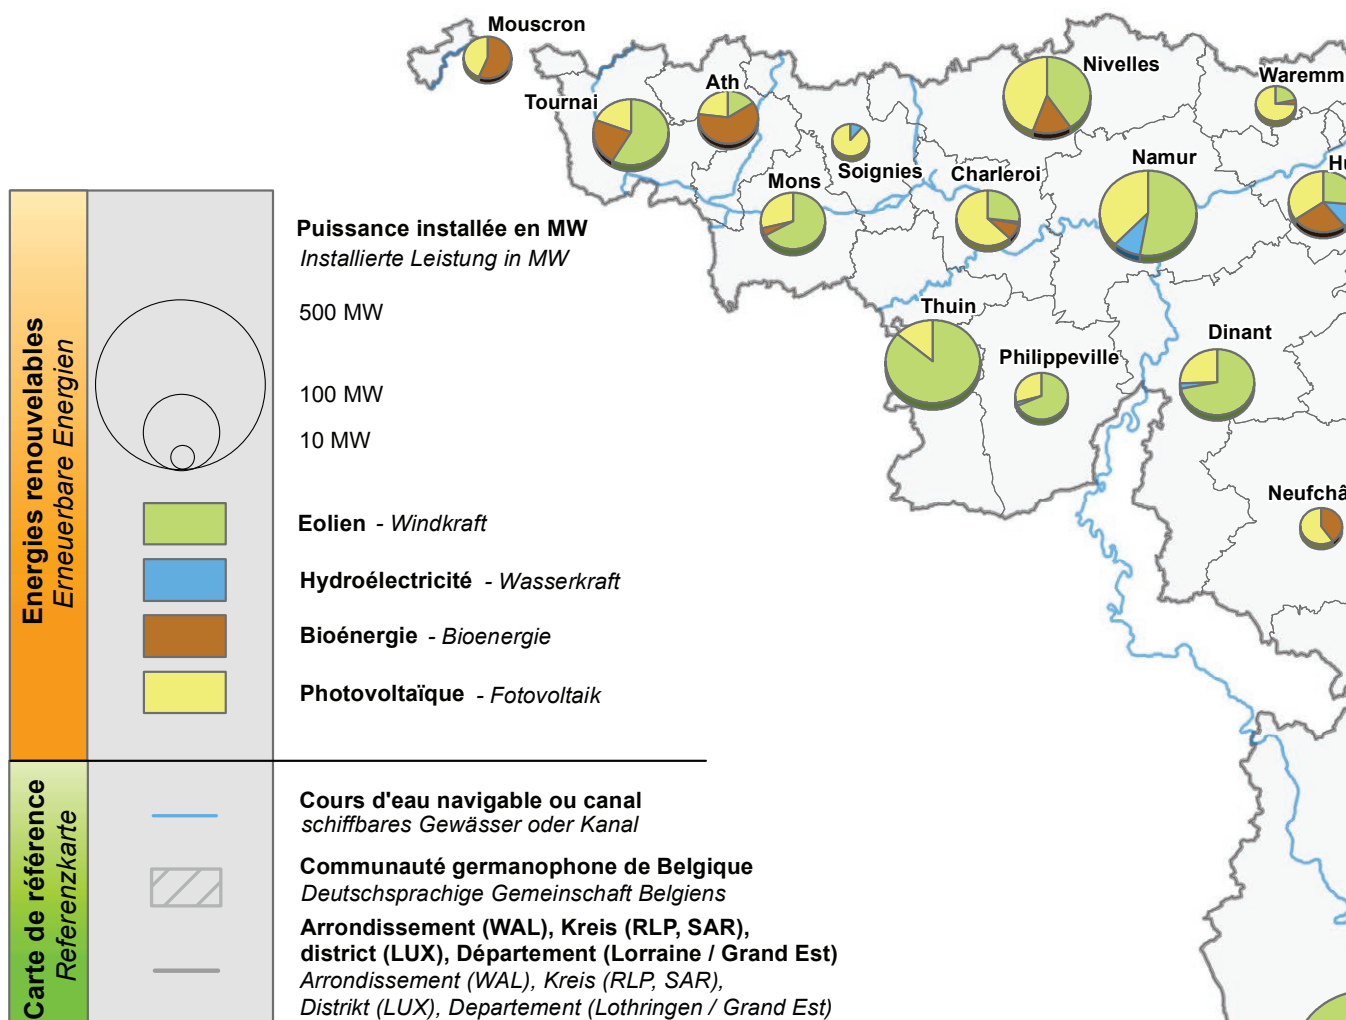 Mouscron
Tournai
Ath
Soignies
Mons
Charleroi
Nivelles
Waremm
Namur
Hu
Thuin
Philippeville
Dinant
Neufchâ
Energies renouvelables
Erneuerbare Energien
Puissance installée en MW
Installierte Leistung in MW
500 MW
100 MW
10 MW
Eolien - Windkraft
Hydroélectricité - Wasserkraft
Bioénergie - Bioenergie
Photovoltaïque - Fotovoltaik
Carte de référence
Referenzkarte
Cours d'eau navigable ou canal
schiffbares Gewässer oder Kanal
Communauté germanophone de Belgique
Deutschsprachige Gemeinschaft Belgiens
Arrondissement (WAL), Kreis (RLP, SAR),
district (LUX), Département (Lorraine / Grand Est)
Arrondissement (WAL), Kreis (RLP, SAR),
Distrikt (LUX), Departement (Lothringen / Grand Est)